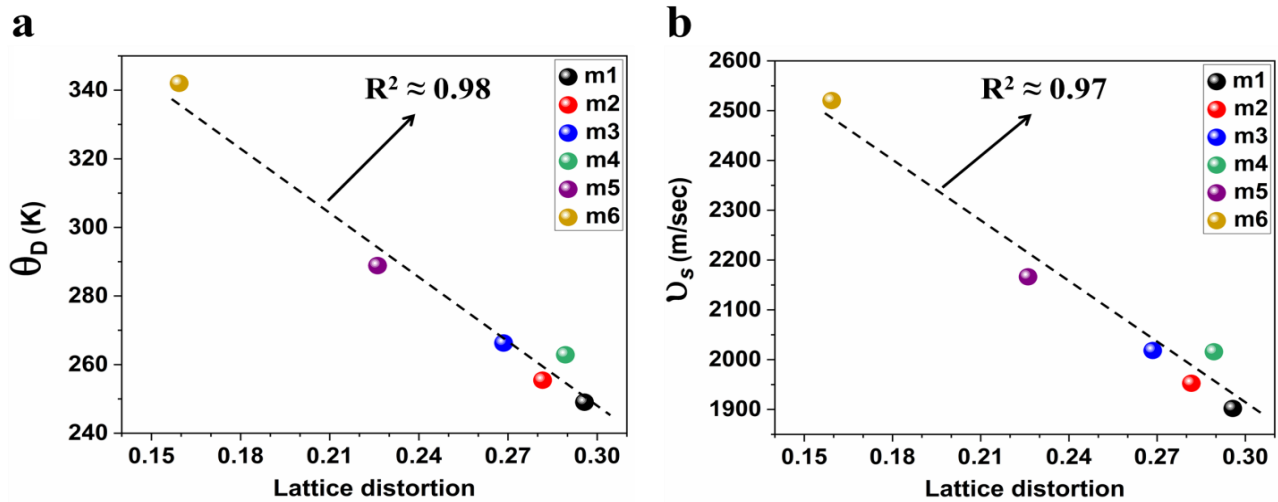 a
θD (K)
340
320
300
280
260
240
0.15 0.18 0.21 0.24 0.27 0.30
Lattice distortion
R² ≈ 0.98
m1
m2
m3
m4
m5
m6
b
υs (m/sec)
2600
2500
2400
2300
2200
2100
2000
1900
0.15 0.18 0.21 0.24 0.27 0.30
Lattice distortion
R² ≈ 0.97
m1
m2
m3
m4
m5
m6